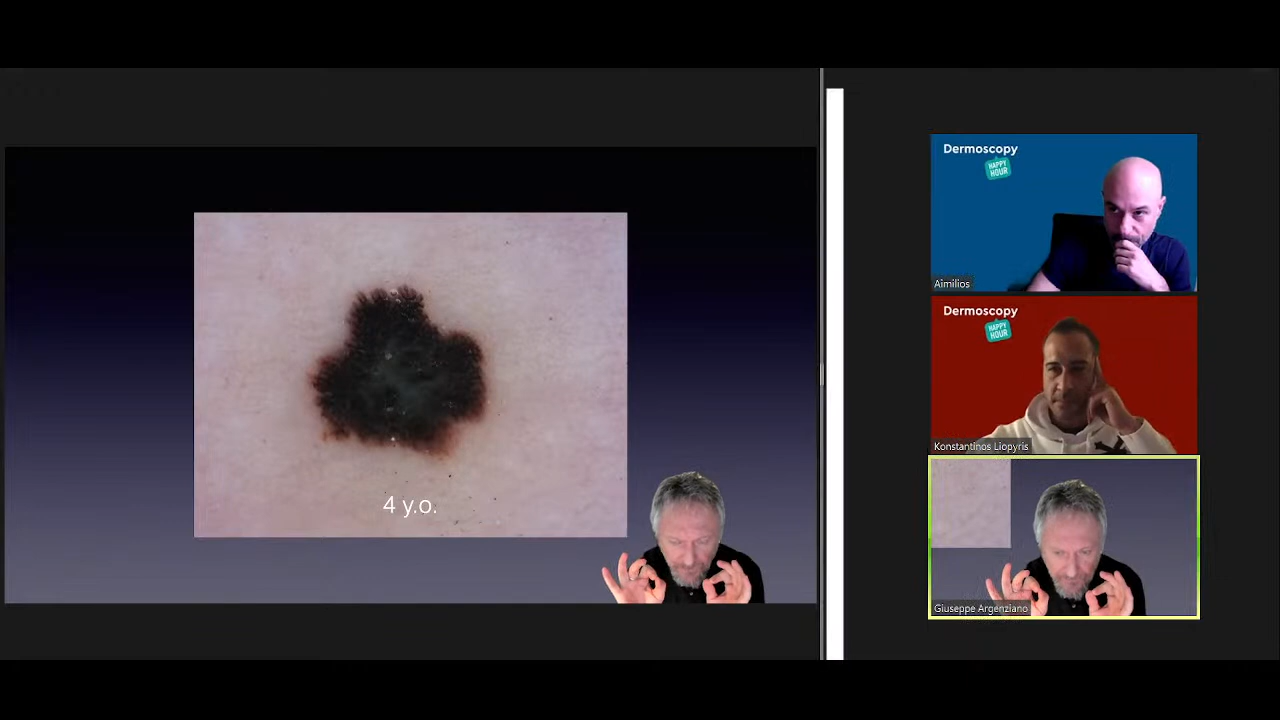 4 y.o.
Dermoscopy
HAPPY
HOUR
Aimilios
Dermoscopy
HAPPY
HOUR
Konstantinos Liopyris
Giuseppe Argenziano